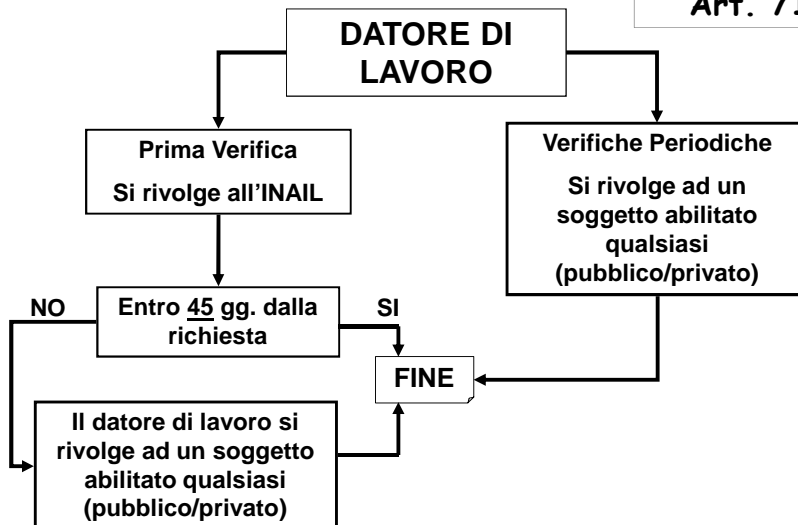 Art. 71
DATORE DI
LAVORO
Prima Verifica
Si rivolge all'INAIL
Verifiche Periodiche
Si rivolge ad un
soggetto abilitato
qualsiasi
(pubblico/privato)
NO
Entro 45 gg. dalla
richiesta
SI
FINE
Il datore di lavoro si
rivolge ad un soggetto
abilitato qualsiasi
(pubblico/privato)